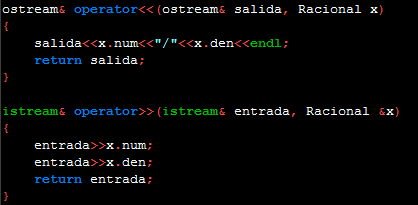 ostream& operator<<(ostream& salida, Racional x)
{
    salida<<x.num<<"/"<<x.den<<endl;
    return salida;
}
istream& operator>>(istream& entrada, Racional &x)
{
    entrada>>x.num;
    entrada>>x.den;
    return entrada;
}